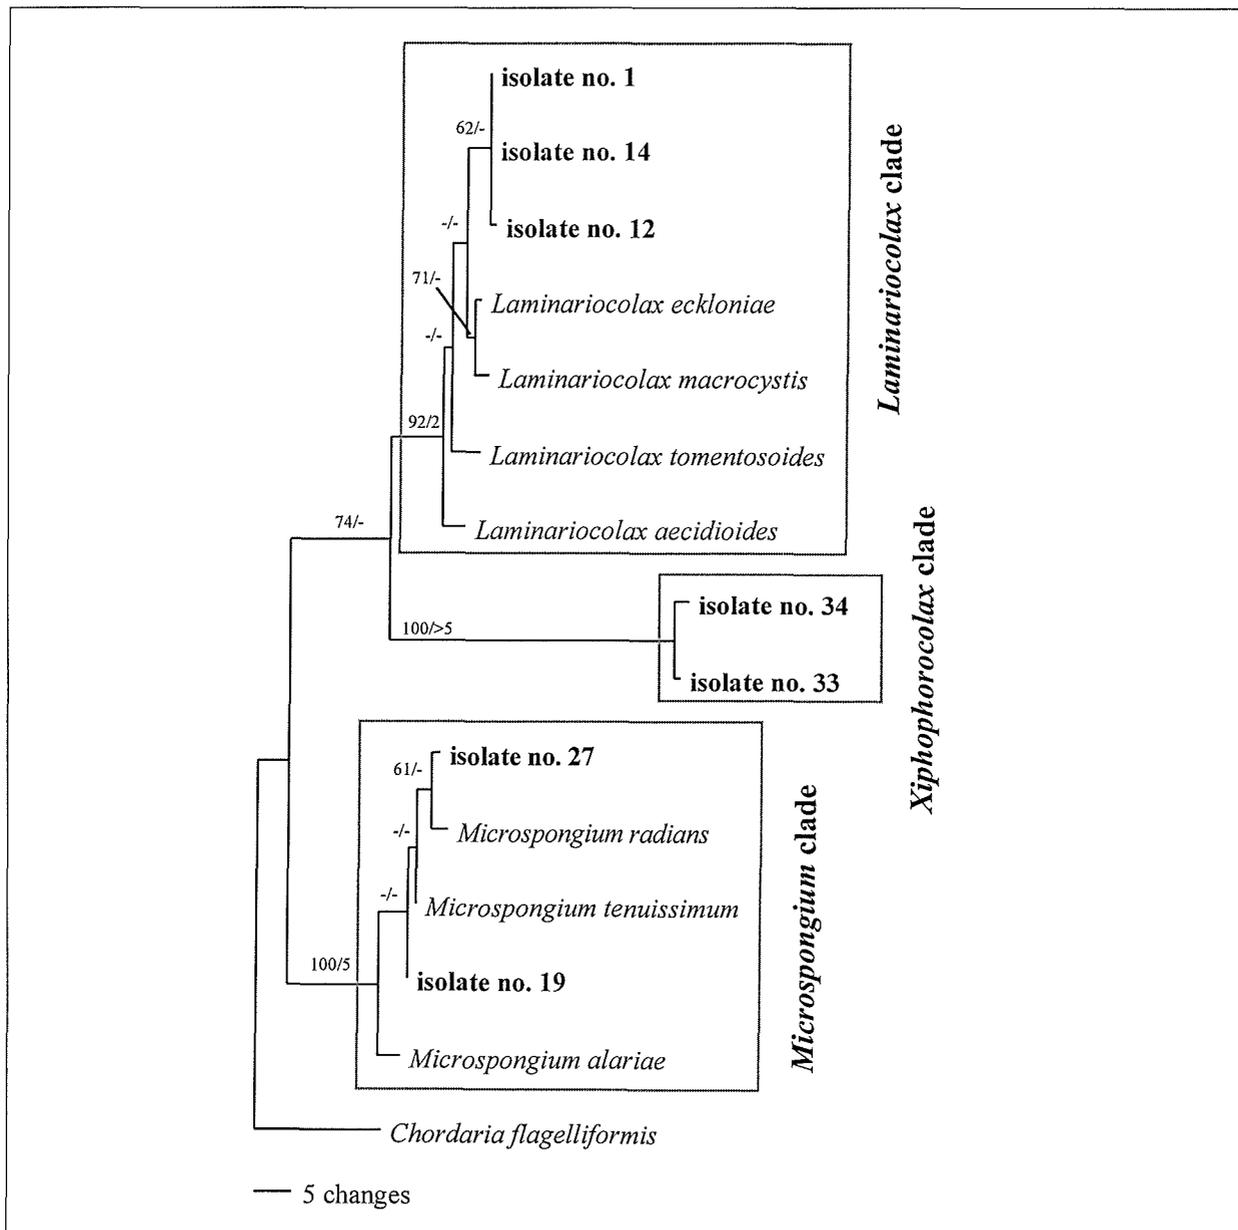 isolate no. 1
62/-
isolate no. 14
isolate no. 12
-/-
71/-
Laminariocolax eckloniae
-/-
Laminariocolax macrocystis
92/2
Laminariocolax tomentosoides
74/-
Laminariocolax aecidioides
Laminariocolax clade
isolate no. 34
100/>5
isolate no. 33
Xiphophorocolax clade
isolate no. 27
61/-
Microspongium radians
-/-
Microspongium tenuissimum
-/-
100/5
isolate no. 19
Microspongium alariae
Microspongium clade
Chordaria flagelliformis
5 changes